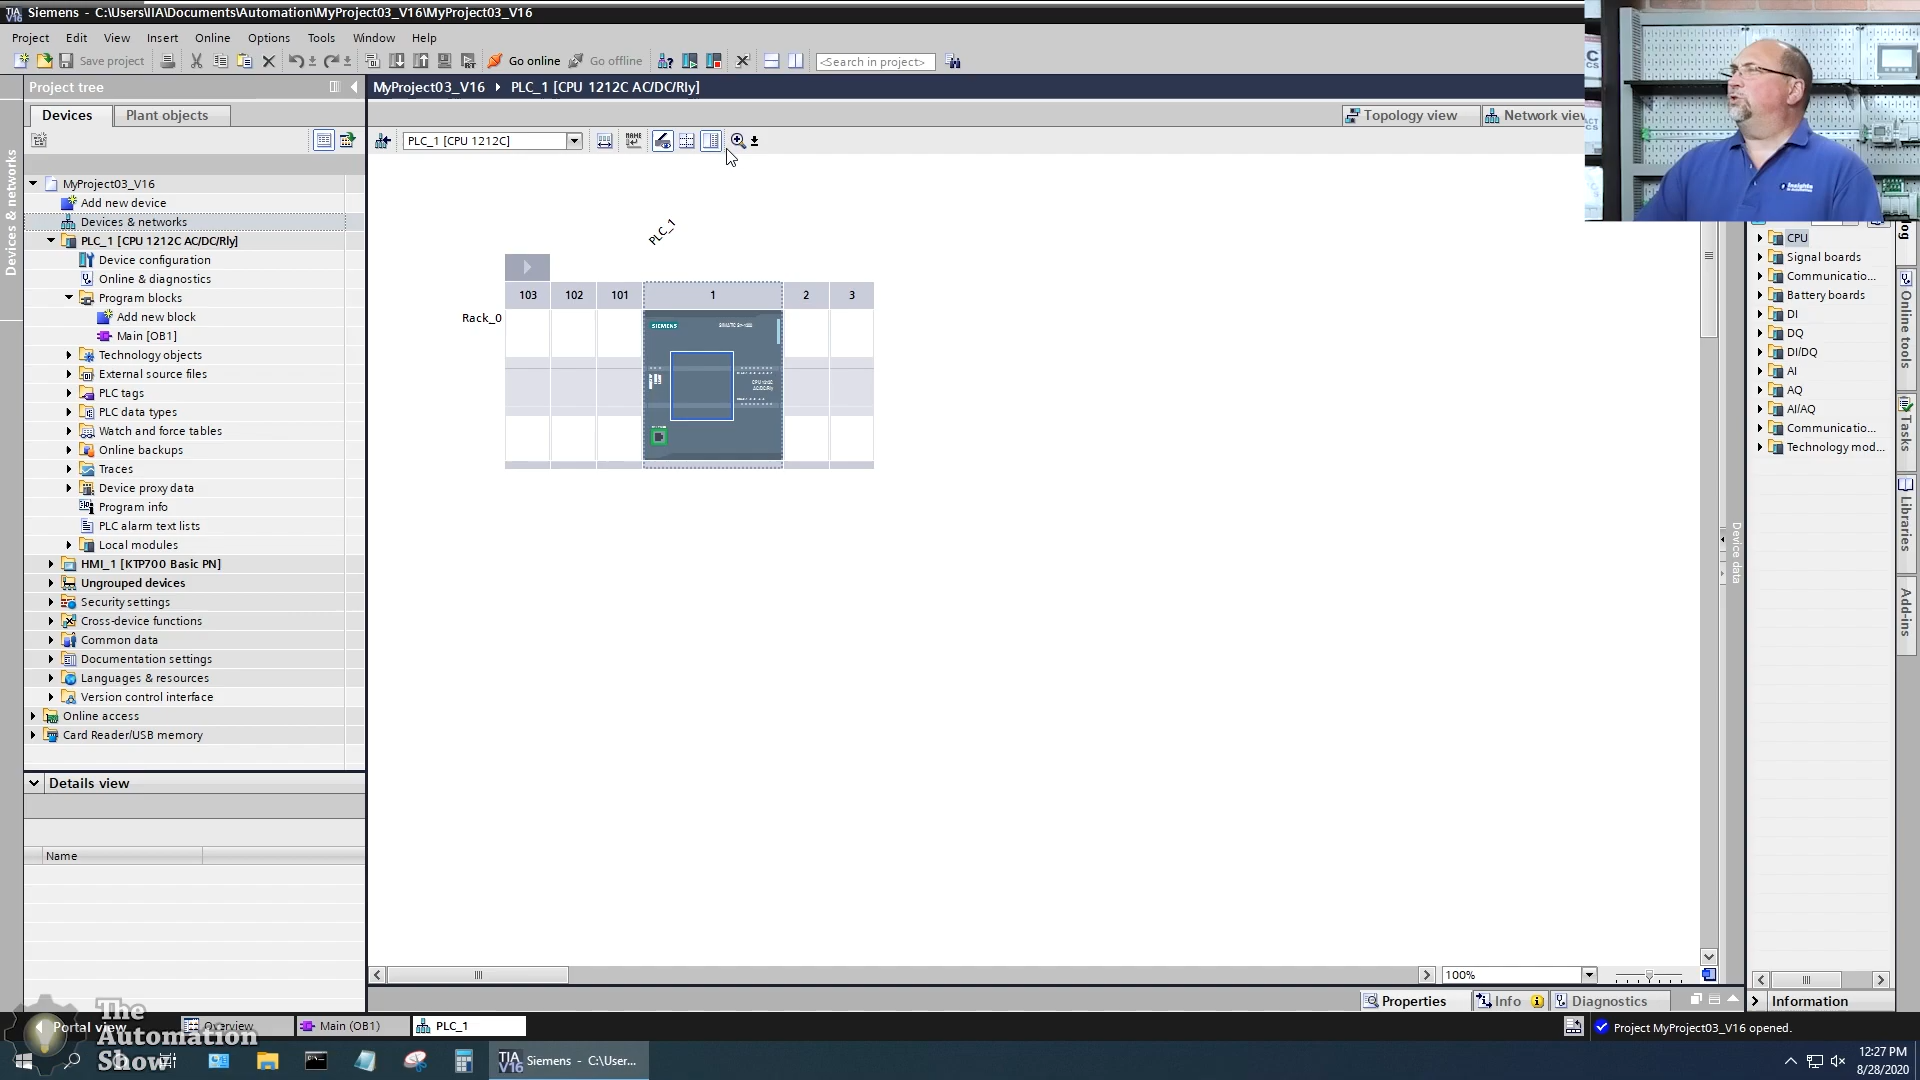 Siemens - C:\Users\IIA\Documents\Automation\MyProject03_V16\MyProject03_V16
Project Edit View Insert Online Options Tools Window Help
Save project Go online Go offline <Search in project>
Project tree
MyProject03_V16 PLC_1 [CPU 1212C AC/DC/Rly]
Devices Plant objects
Topology view Network view
PLC_1 [CPU 1212C]
MyProject03_V16
Add new device
Devices & networks
PLC_1 [CPU 1212C AC/DC/Rly]
Device configuration
Online & diagnostics
Program blocks
Add new block
Main [OB1]
Technology objects
External source files
PLC tags
PLC data types
Watch and force tables
Online backups
Traces
Device proxy data
Program info
PLC alarm text lists
Local modules
HMI_1 [KTP700 Basic PN]
Ungrouped devices
Security settings
Cross-device functions
Common data
Documentation settings
Languages & resources
Version control interface
Online access
Card Reader/USB memory
Devices & networks
PLC_1
103 102 101 1 2 3
Rack_0
SIEMENS
CPU 1212C
AC/DC/Rly
Device data
CPU
Signal boards
Communicatio...
Battery boards
DI
DQ
DI/DQ
AI
AQ
AI/AQ
Communicatio...
Technology mod...
Online tools
Tasks
Libraries
Add-ins
Details view
Name
100%
Properties Info Diagnostics
Information
Portal view Overview Main (OB1) PLC_1
Project MyProject03_V16 opened.
The
Automation
Show
Siemens - C:\User...
12:27 PM
8/28/2020